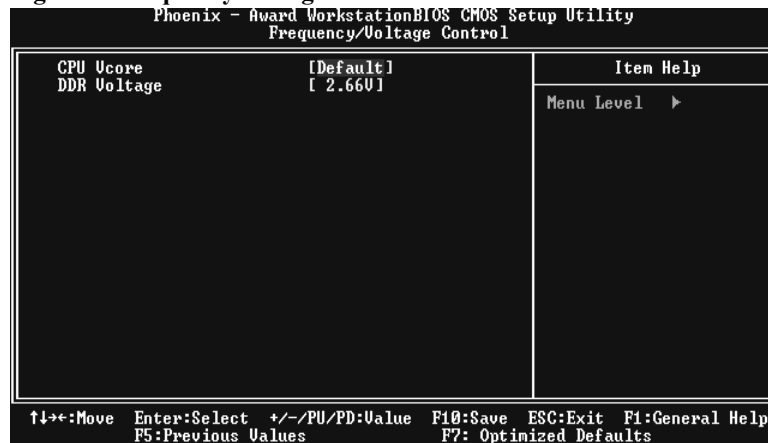 Phoenix - Award WorkstationBIOS CMOS Setup Utility
Frequency/Voltage Control
CPU Vcore [Default]
DDR Voltage [ 2.66V]
Item Help
Menu Level ▶
↑↓→←:Move Enter:Select +/-/PU/PD:Value F10:Save ESC:Exit F1:General Help
F5:Previous Values F7: Optimized Defaults